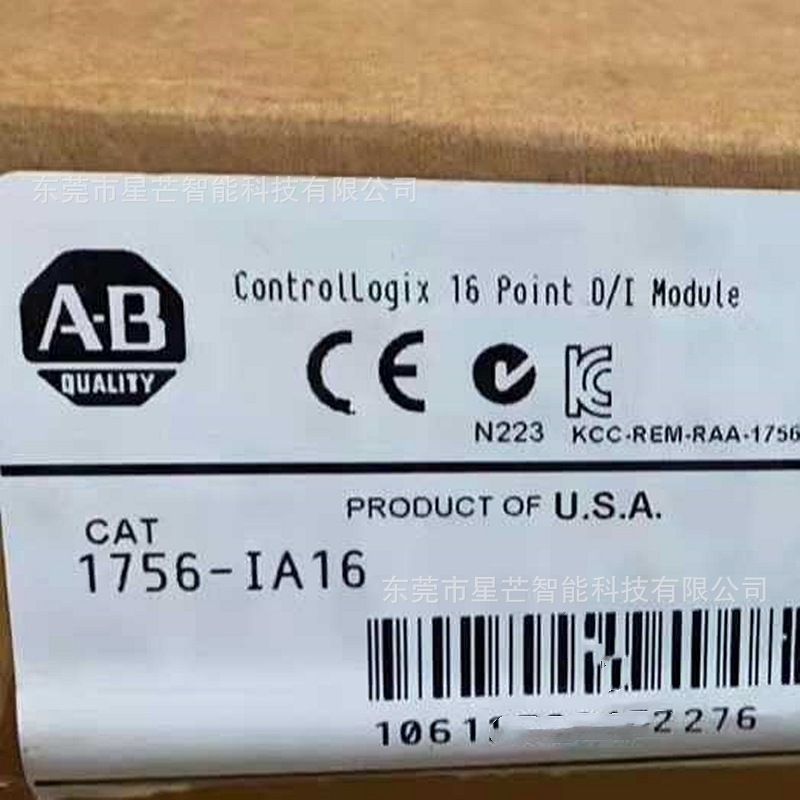 东莞市星芒智能科技有限公司
A-B
QUALITY
ControlLogix 16 Point D/I Module
CE
N223
KCC-REM-RAA-1756
PRODUCT OF U.S.A.
CAT
1756-IA16
东莞市星芒智能科技有限公司